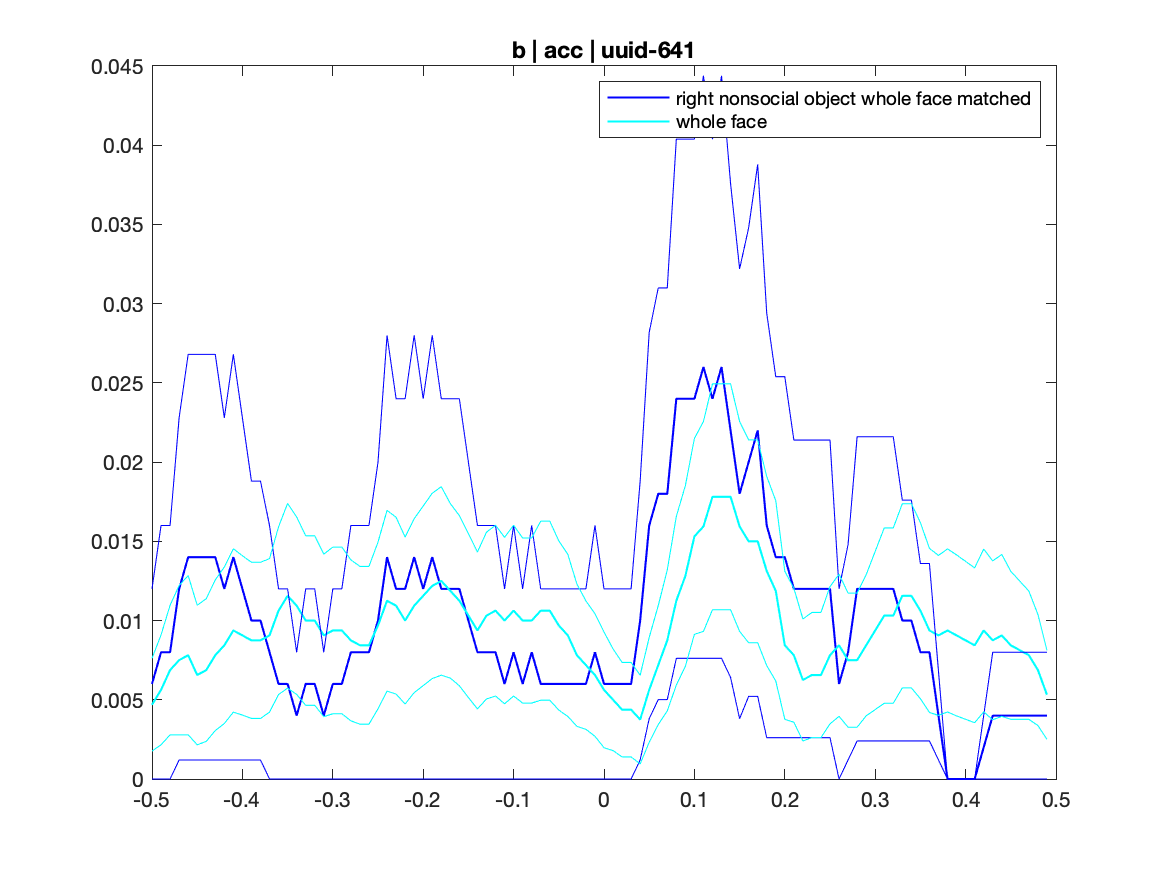 b | acc | uuid-641
0.045
0.04
0.035
0.03
0.025
0.02
0.015
0.01
0.005
0
right nonsocial object whole face matched
whole face
-0.5 -0.4 -0.3 -0.2 -0.1 0 0.1 0.2 0.3 0.4 0.5